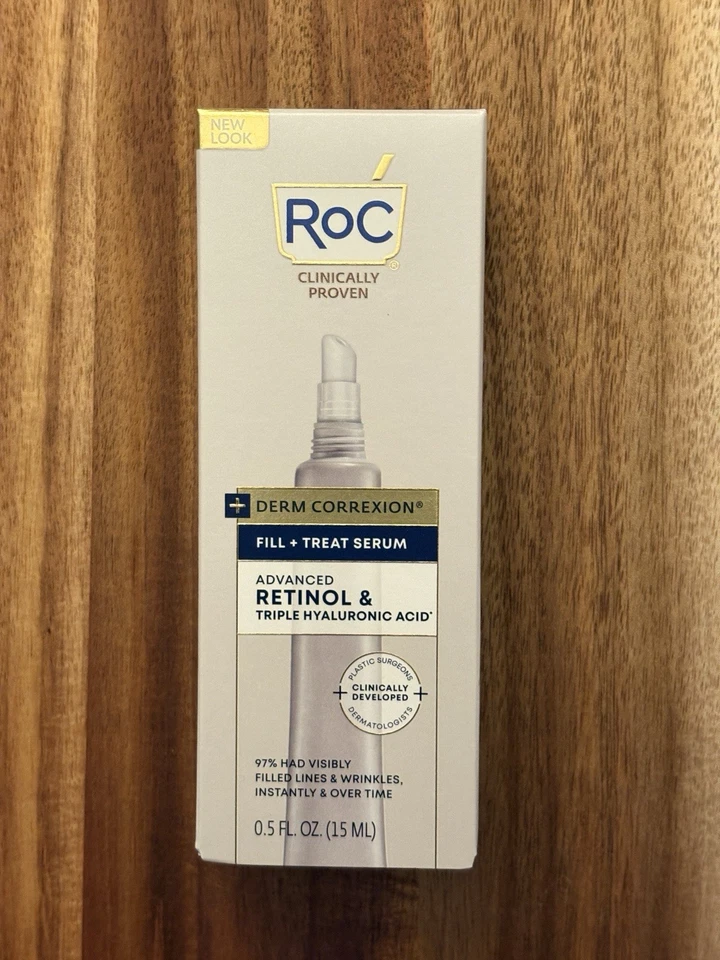 NEW
LOOK
RoC
®
CLINICALLY
PROVEN
+ DERM CORREXION®
FILL + TREAT SERUM
ADVANCED
RETINOL &
TRIPLE HYALURONIC ACID*
PLASTIC SURGEONS
+ CLINICALLY +
DEVELOPED
DERMATOLOGISTS
97% HAD VISIBLY
FILLED LINES & WRINKLES,
INSTANTLY & OVER TIME
0.5 FL. OZ. (15 ML)